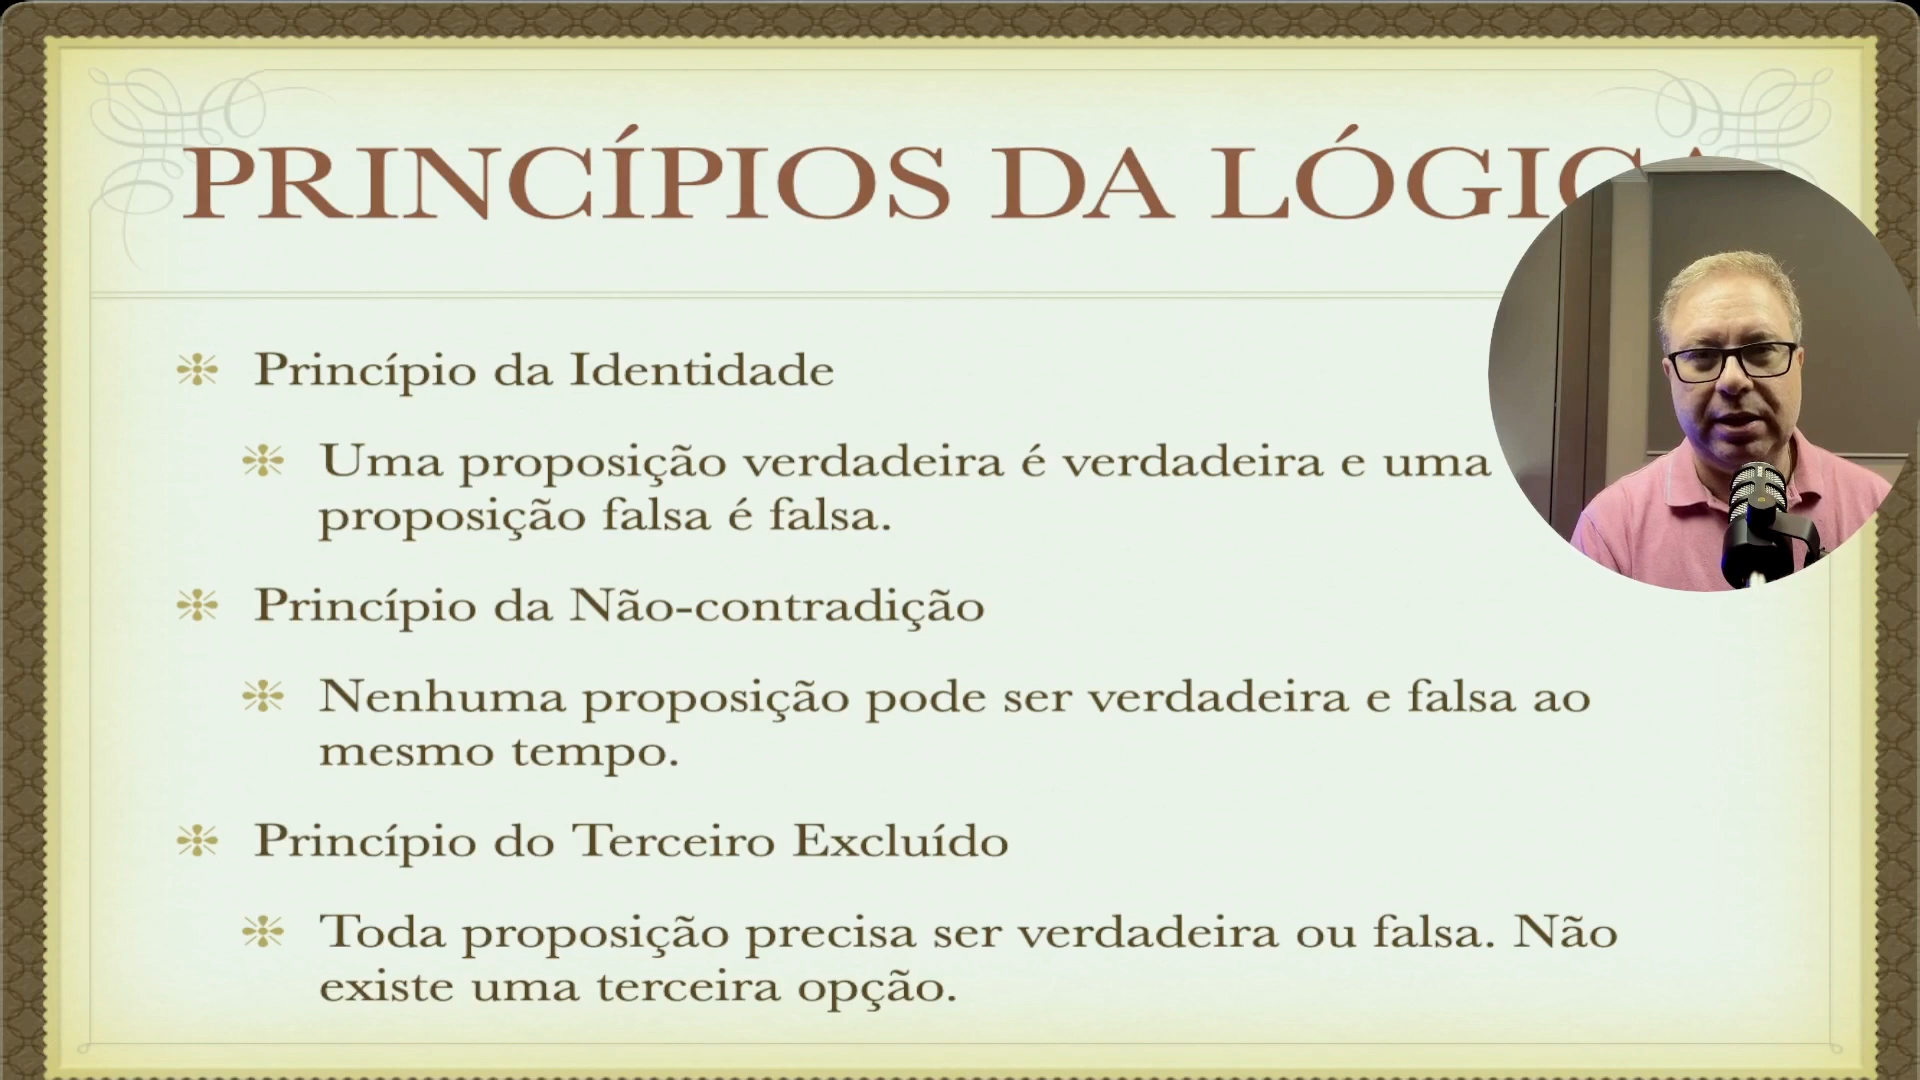 PRINCÍPIOS DA LÓGICA
Princípio da Identidade
Uma proposição verdadeira é verdadeira e uma
proposição falsa é falsa.
Princípio da Não-contradição
Nenhuma proposição pode ser verdadeira e falsa ao
mesmo tempo.
Princípio do Terceiro Excluído
Toda proposição precisa ser verdadeira ou falsa. Não
existe uma terceira opção.